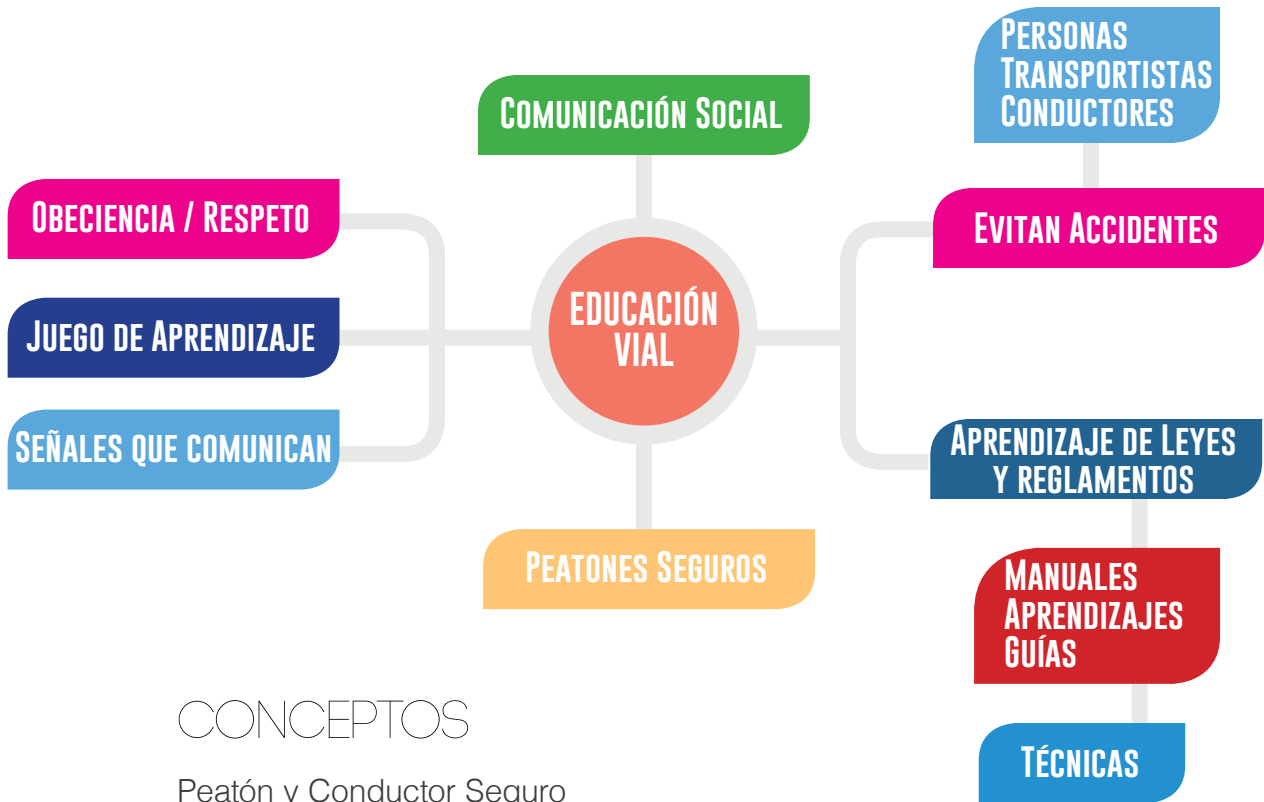 PERSONAS
TRANSPORTISTAS
CONDUCTORES
COMUNICACIÓN SOCIAL
OBECIENCIA / RESPETO
EVITAN ACCIDENTES
EDUCACIÓN
VIAL
JUEGO DE APRENDIZAJE
SEÑALES QUE COMUNICAN
APRENDIZAJE DE LEYES
Y REGLAMENTOS
PEATONES SEGUROS
MANUALES
APRENDIZAJES
GUÍAS
TÉCNICAS
CONCEPTOS
Peatón y Conductor Seguro